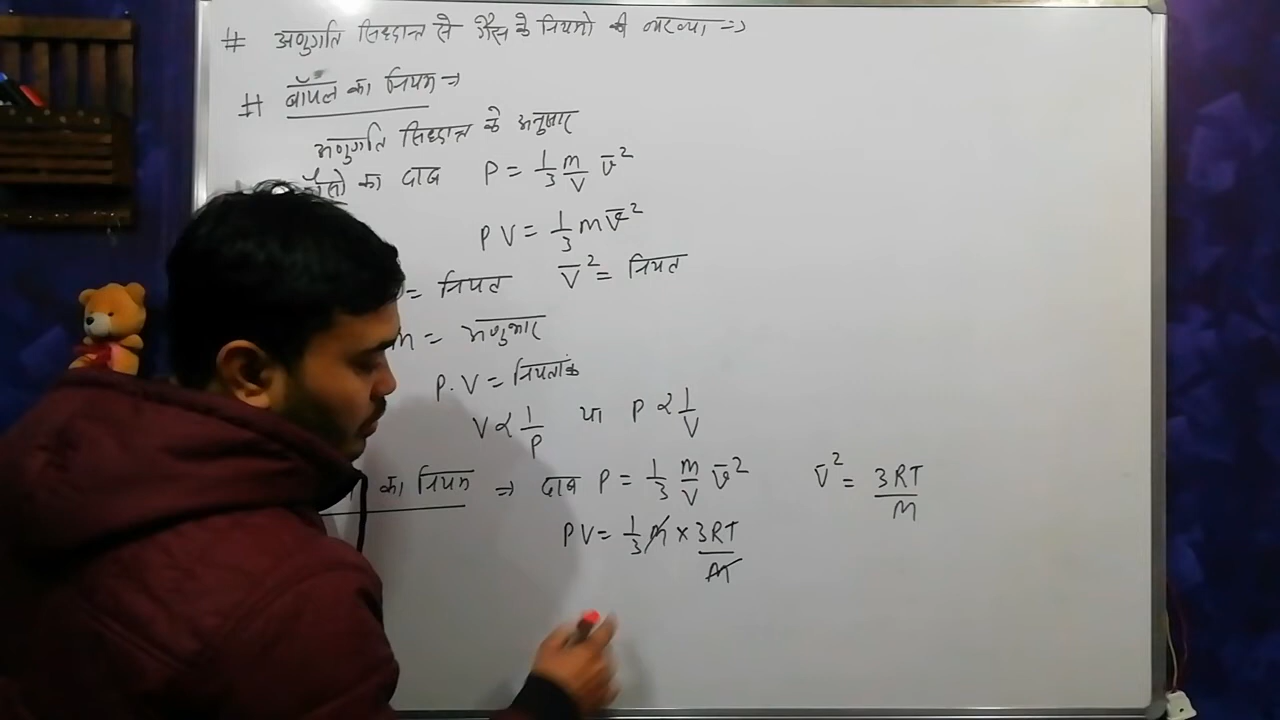 # अणुगति सिद्धान्त से गैस के नियमो की व्याख्या ⇒
# बॉयल का नियम ⇒
अणुगति सिद्धान्त के अनुसार
गैसो का दाब P = 1/3 m/V v̅²
PV = 1/3 m v̅²
= नियत V̅² = नियत
m = अणुभार
P.V = नियतांक
V ∝ 1/P या P ∝ 1/V
का नियम ⇒ दाब P = 1/3 m/V v̅² V̅² = 3RT/M
PV = 1/3 m × 3RT/m